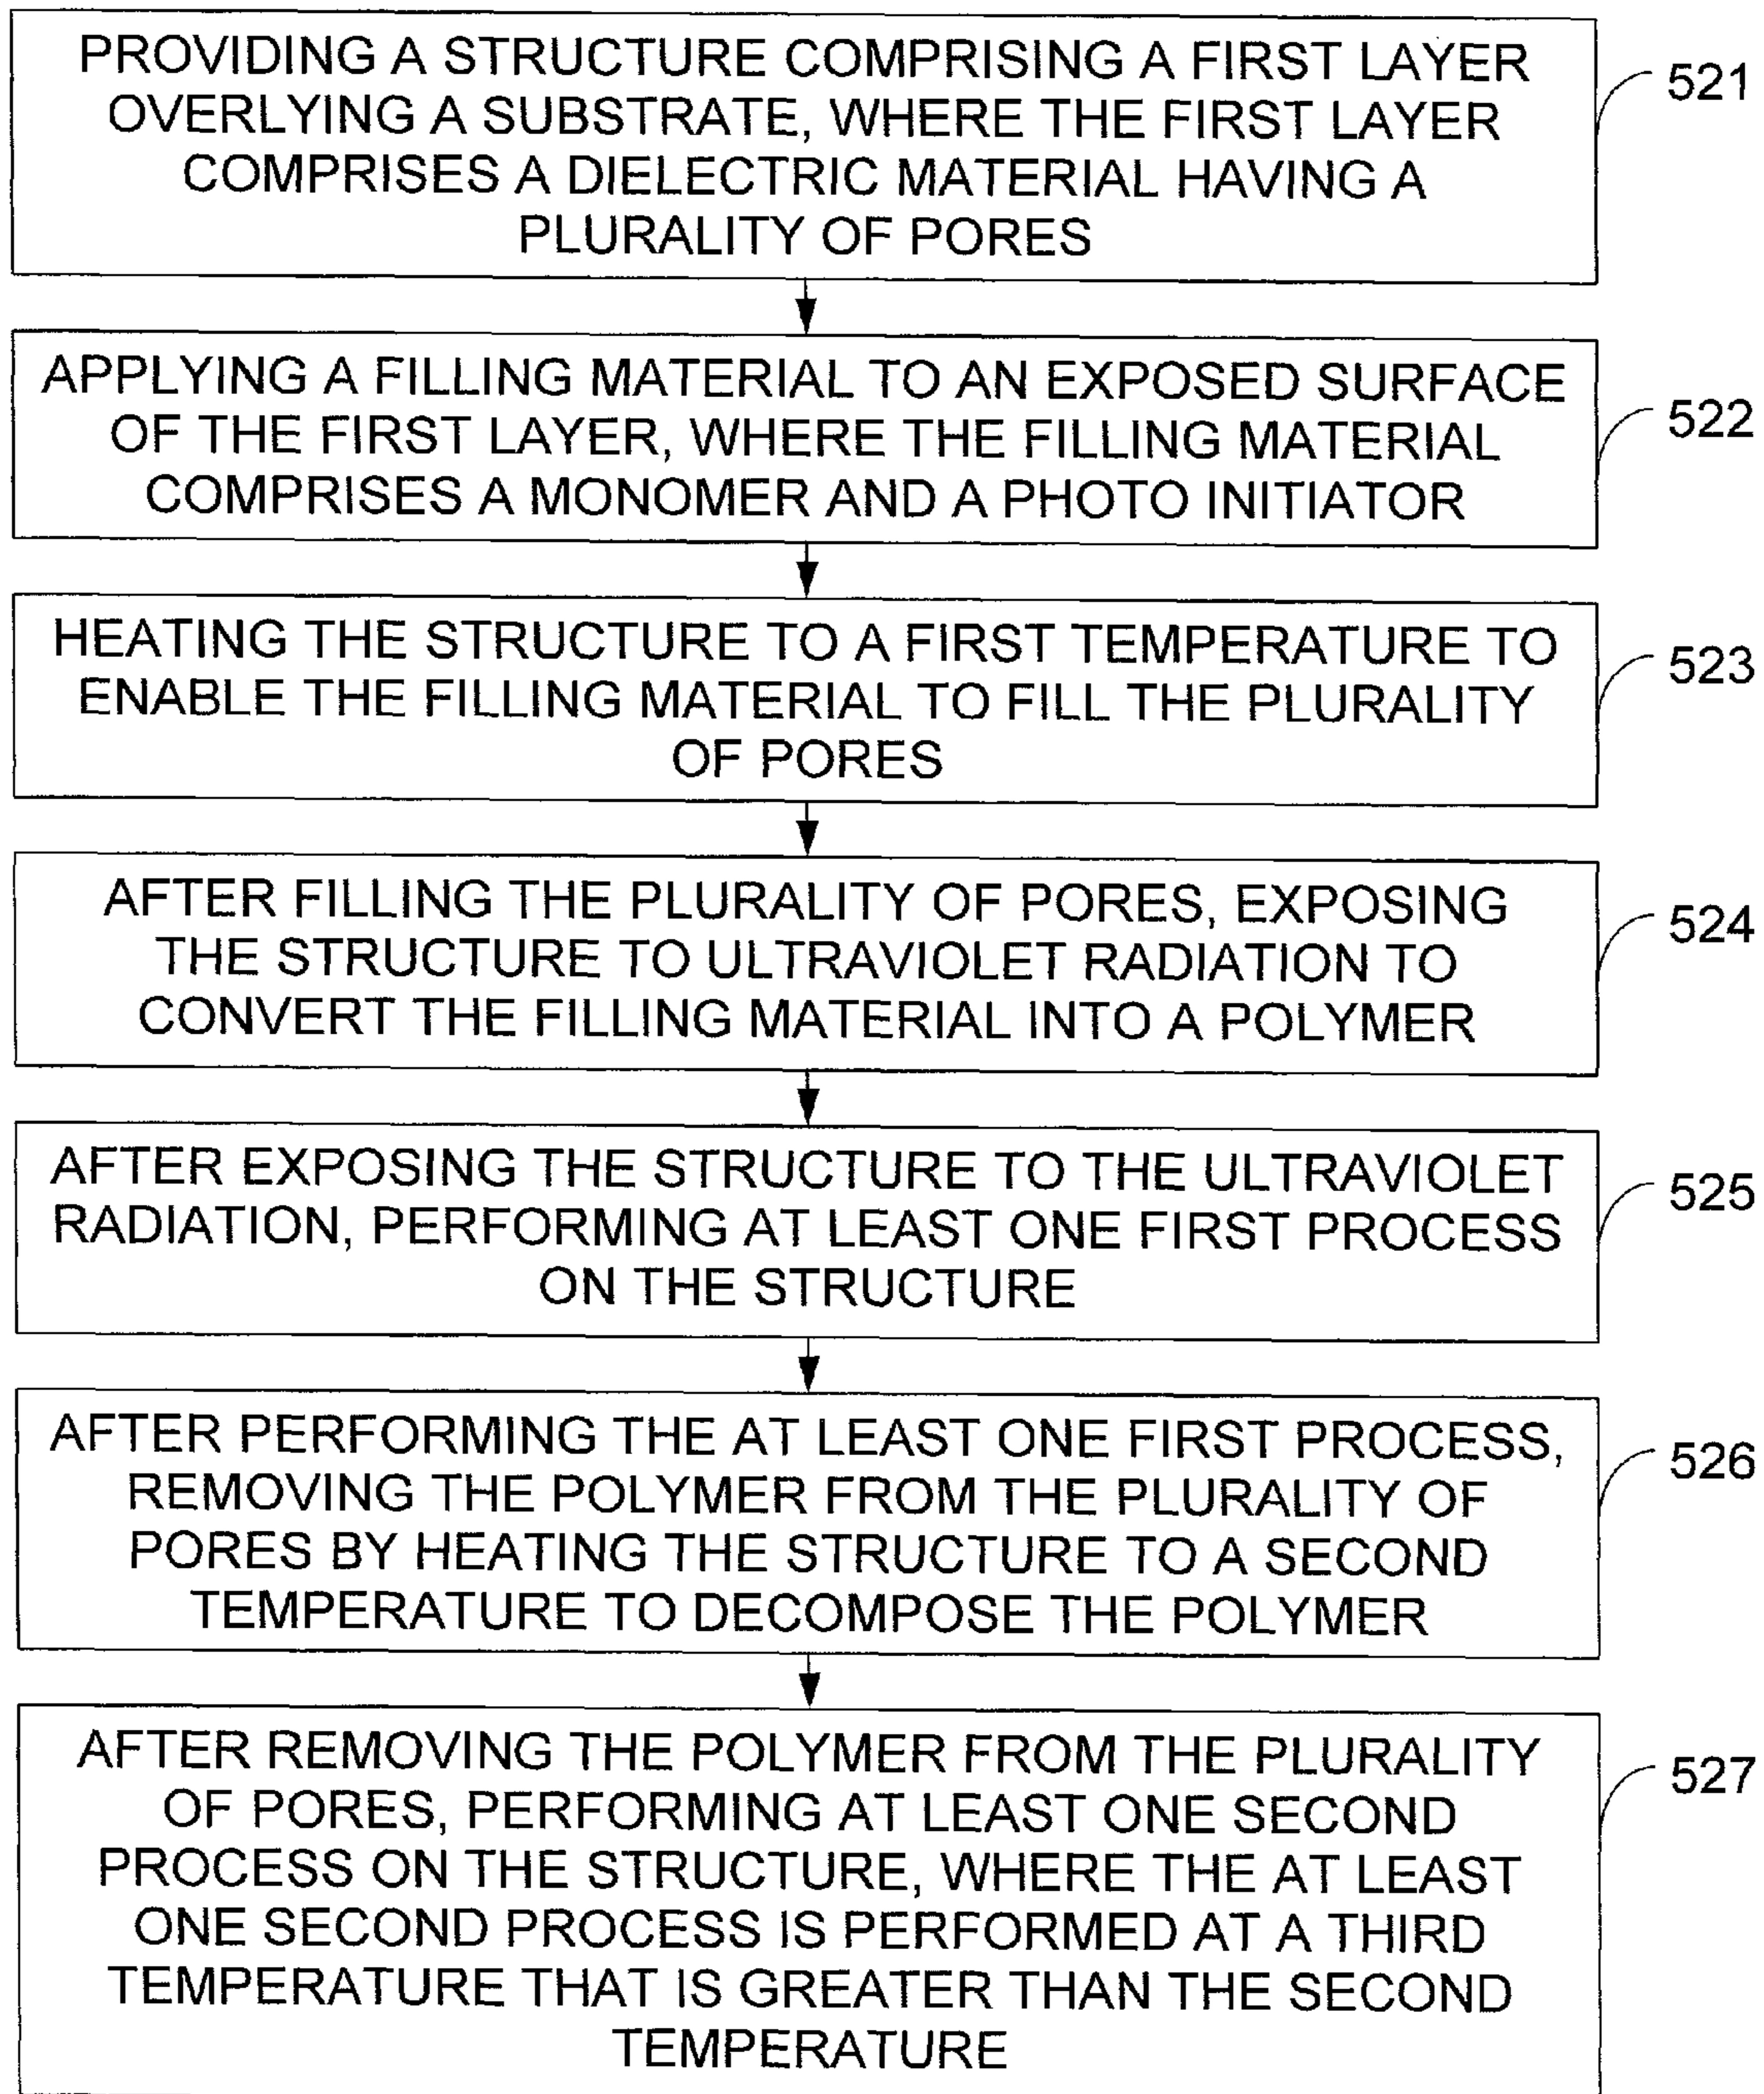 PROVIDING A STRUCTURE COMPRISING A FIRST LAYER
OVERLYING A SUBSTRATE, WHERE THE FIRST LAYER
COMPRISES A DIELECTRIC MATERIAL HAVING A
PLURALITY OF PORES
521
APPLYING A FILLING MATERIAL TO AN EXPOSED SURFACE
OF THE FIRST LAYER, WHERE THE FILLING MATERIAL
COMPRISES A MONOMER AND A PHOTO INITIATOR
522
HEATING THE STRUCTURE TO A FIRST TEMPERATURE TO
ENABLE THE FILLING MATERIAL TO FILL THE PLURALITY
OF PORES
523
AFTER FILLING THE PLURALITY OF PORES, EXPOSING
THE STRUCTURE TO ULTRAVIOLET RADIATION TO
CONVERT THE FILLING MATERIAL INTO A POLYMER
524
AFTER EXPOSING THE STRUCTURE TO THE ULTRAVIOLET
RADIATION, PERFORMING AT LEAST ONE FIRST PROCESS
ON THE STRUCTURE
525
AFTER PERFORMING THE AT LEAST ONE FIRST PROCESS,
REMOVING THE POLYMER FROM THE PLURALITY OF
PORES BY HEATING THE STRUCTURE TO A SECOND
TEMPERATURE TO DECOMPOSE THE POLYMER
526
AFTER REMOVING THE POLYMER FROM THE PLURALITY
OF PORES, PERFORMING AT LEAST ONE SECOND
PROCESS ON THE STRUCTURE, WHERE THE AT LEAST
ONE SECOND PROCESS IS PERFORMED AT A THIRD
TEMPERATURE THAT IS GREATER THAN THE SECOND
TEMPERATURE
527